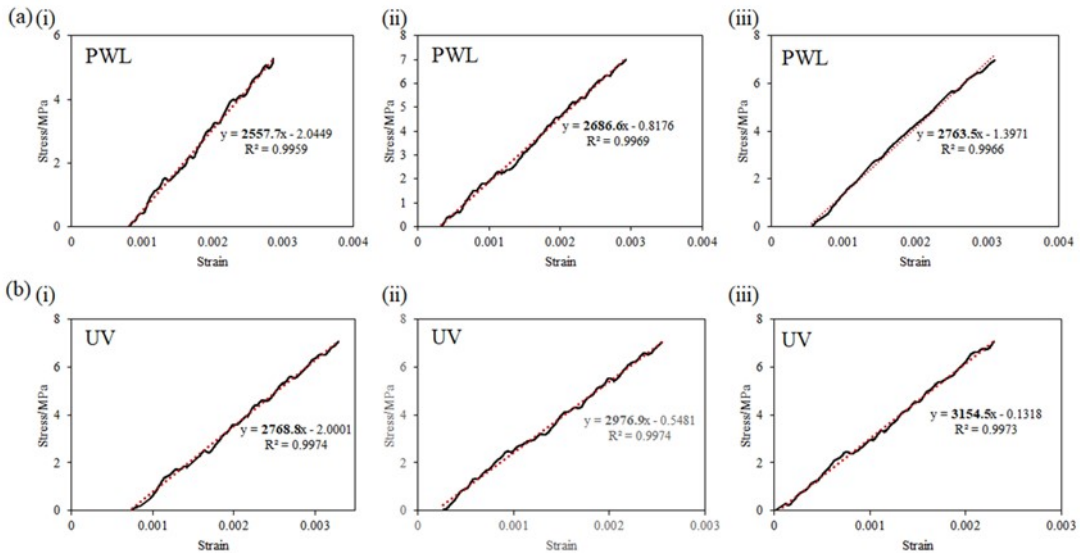 (a) (i)
PWL
6
4
2
0
0 0.001 0.002 0.003 0.004
Stress/MPa
Strain
y = 2557.7x - 2.0449
R² = 0.9959
(ii)
PWL
8
7
6
5
4
3
2
1
0
0 0.001 0.002 0.003 0.004
Stress/MPa
Strain
y = 2686.6x - 0.8176
R² = 0.9969
(iii)
PWL
8
6
4
2
0
0 0.001 0.002 0.003 0.004
Stress/MPa
Strain
y = 2763.5x - 1.3971
R² = 0.9966
(b) (i)
UV
8
6
4
2
0
0 0.001 0.002 0.003
Stress/MPa
Strain
y = 2768.8x - 2.0001
R² = 0.9974
(ii)
UV
8
6
4
2
0
0 0.001 0.002 0.003
Stress/MPa
Strain
y = 2976.9x - 0.5481
R² = 0.9974
(iii)
UV
8
6
4
2
0
0 0.001 0.002 0.003
Stress/MPa
Strain
y = 3154.5x - 0.1318
R² = 0.9973